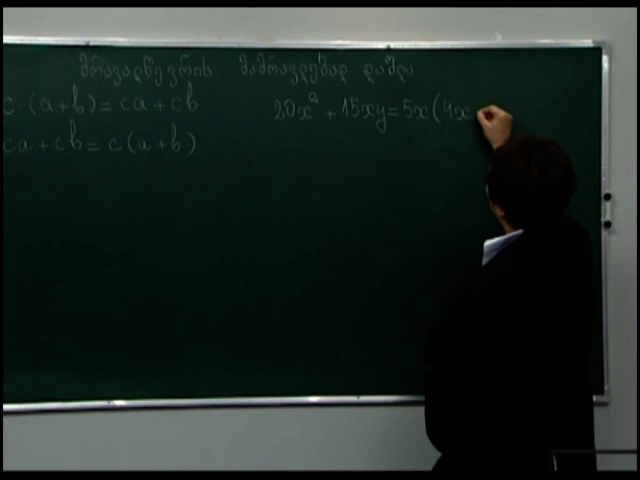 მრავალწევრის მამრავლებად დაშლა
c · (a + b) = ca + cb
ca + cb = c (a + b)
20x² + 15xy = 5x (4x